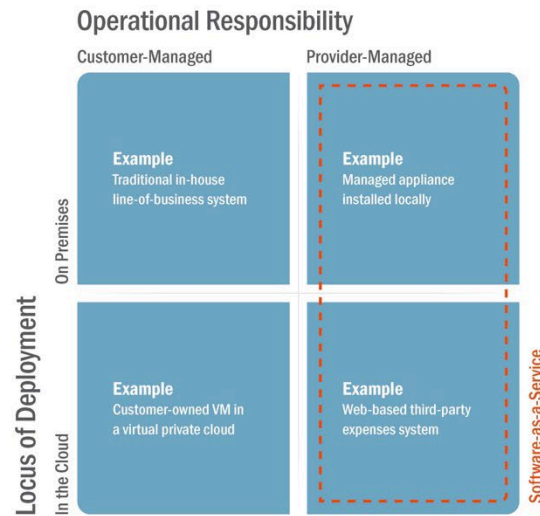 Operational Responsibility
Customer-Managed
Provider-Managed
Locus of Deployment
On Premises
Example
Traditional in-house
line-of-business system
Example
Managed appliance
installed locally
In the Cloud
Example
Customer-owned VM in
a virtual private cloud
Example
Web-based third-party
expenses system
Software-as-a-Service